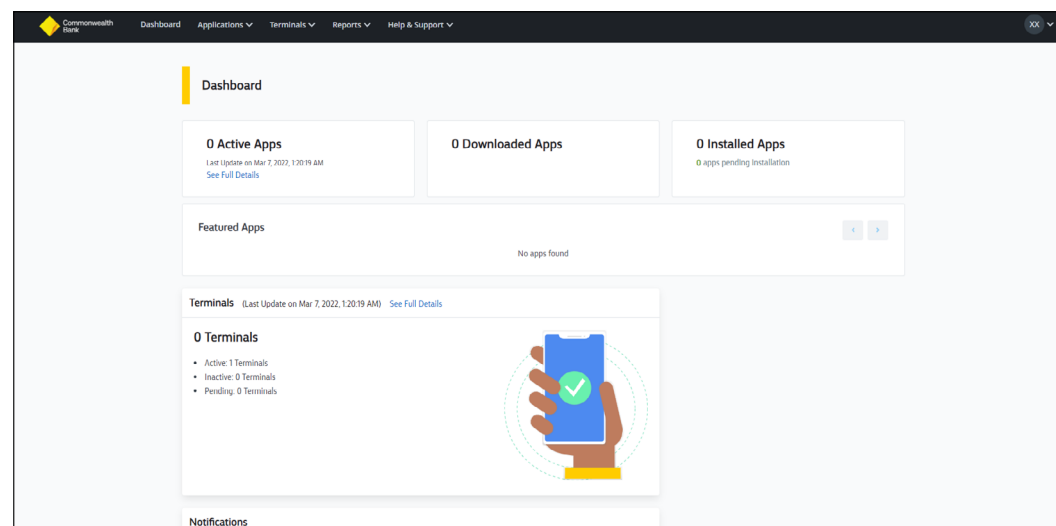 Commonwealth
Bank
Dashboard Applications Terminals Reports Help & Support XX
Dashboard
0 Active Apps
Last Update on Mar 7, 2022, 1:20:19 AM
See Full Details
0 Downloaded Apps
0 Installed Apps
0 apps pending installation
Featured Apps
No apps found
Terminals (Last Update on Mar 7, 2022, 1:20:19 AM) See Full Details
0 Terminals
Active: 1 Terminals
Inactive: 0 Terminals
Pending: 0 Terminals
Notifications